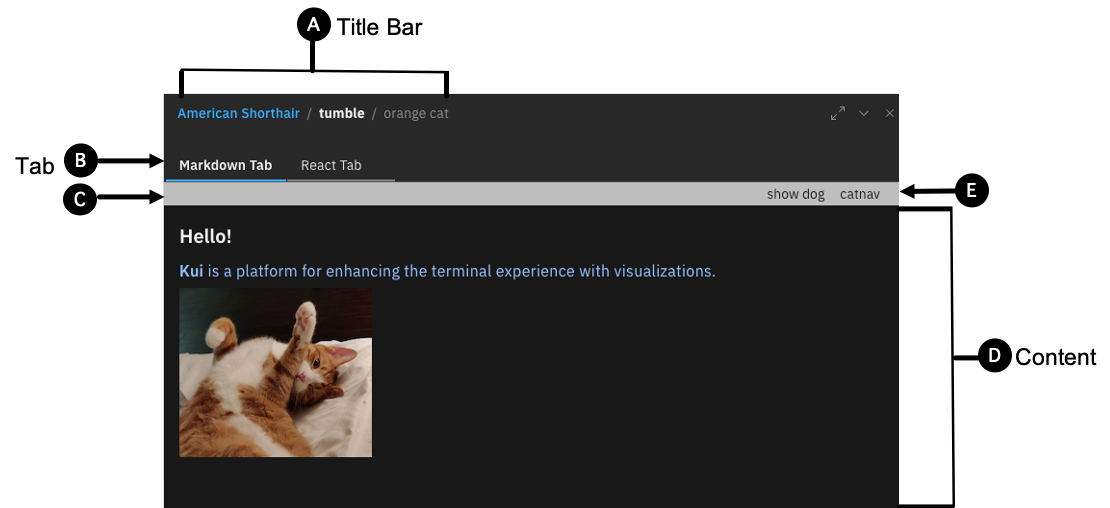 A Title Bar
American Shorthair / tumble / orange cat
Tab B
Markdown Tab React Tab
C
show dog catnav
E
Hello!
Kui is a platform for enhancing the terminal experience with visualizations.
D Content